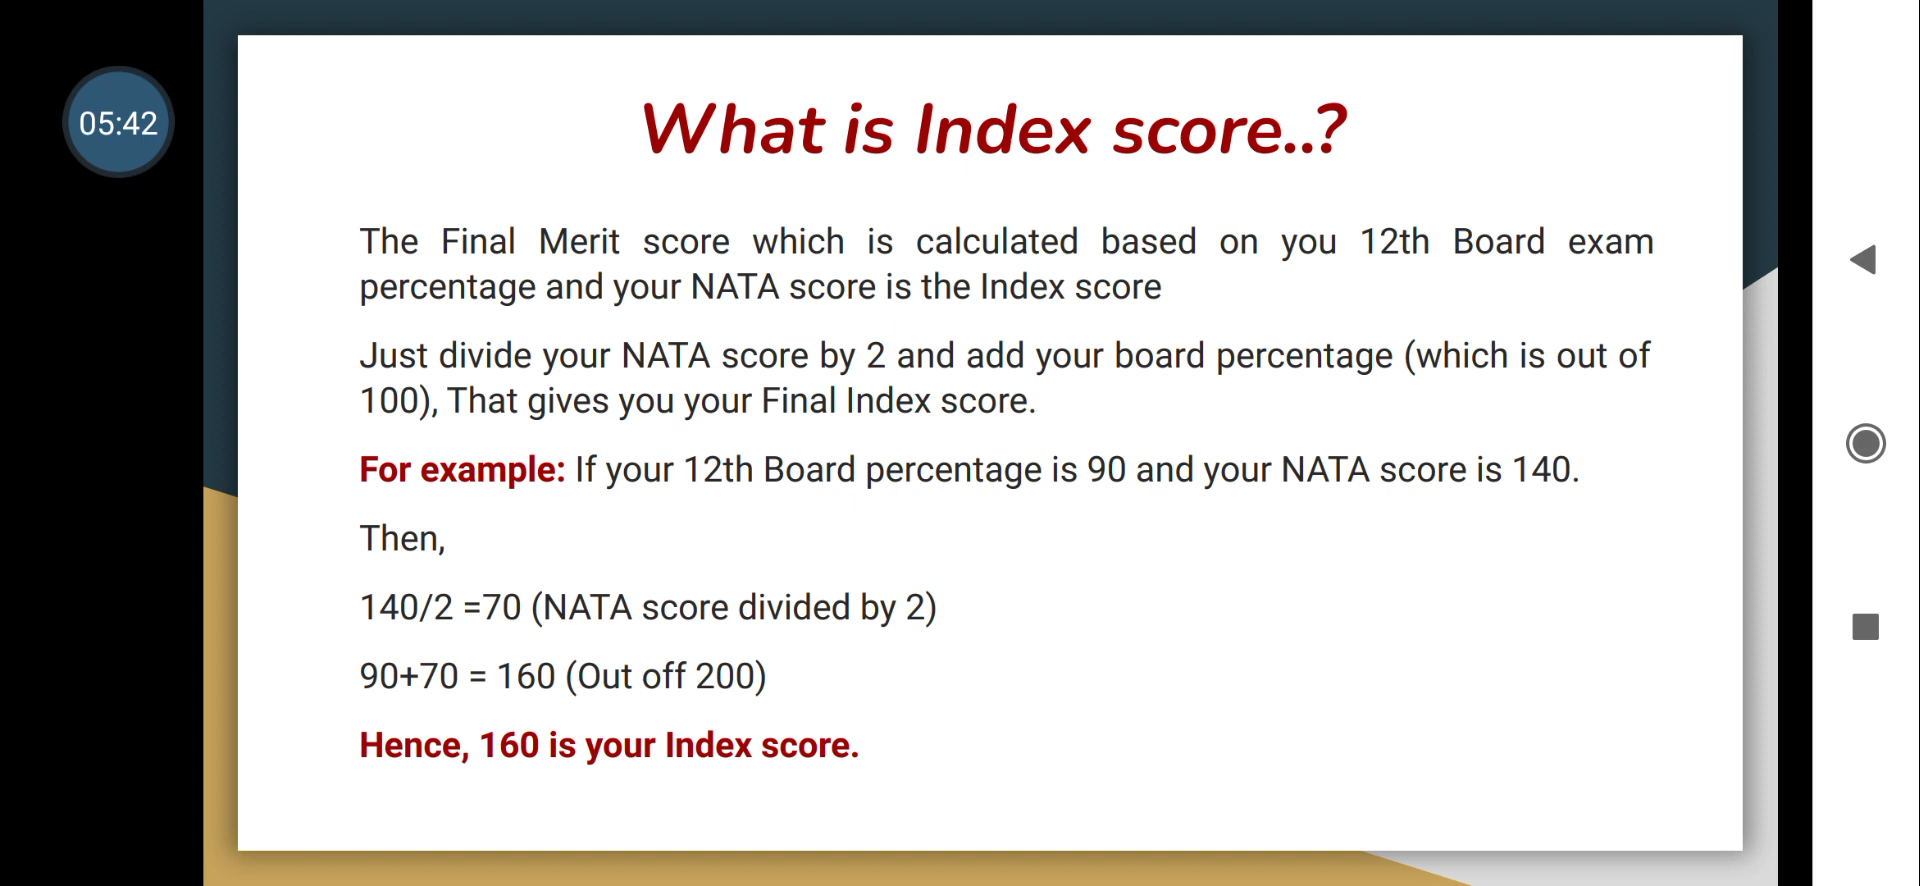 05:42
What is Index score..?
The Final Merit score which is calculated based on you 12th Board exam
percentage and your NATA score is the Index score
Just divide your NATA score by 2 and add your board percentage (which is out of
100), That gives you your Final Index score.
For example: If your 12th Board percentage is 90 and your NATA score is 140.
Then,
140/2 =70 (NATA score divided by 2)
90+70 = 160 (Out off 200)
Hence, 160 is your Index score.